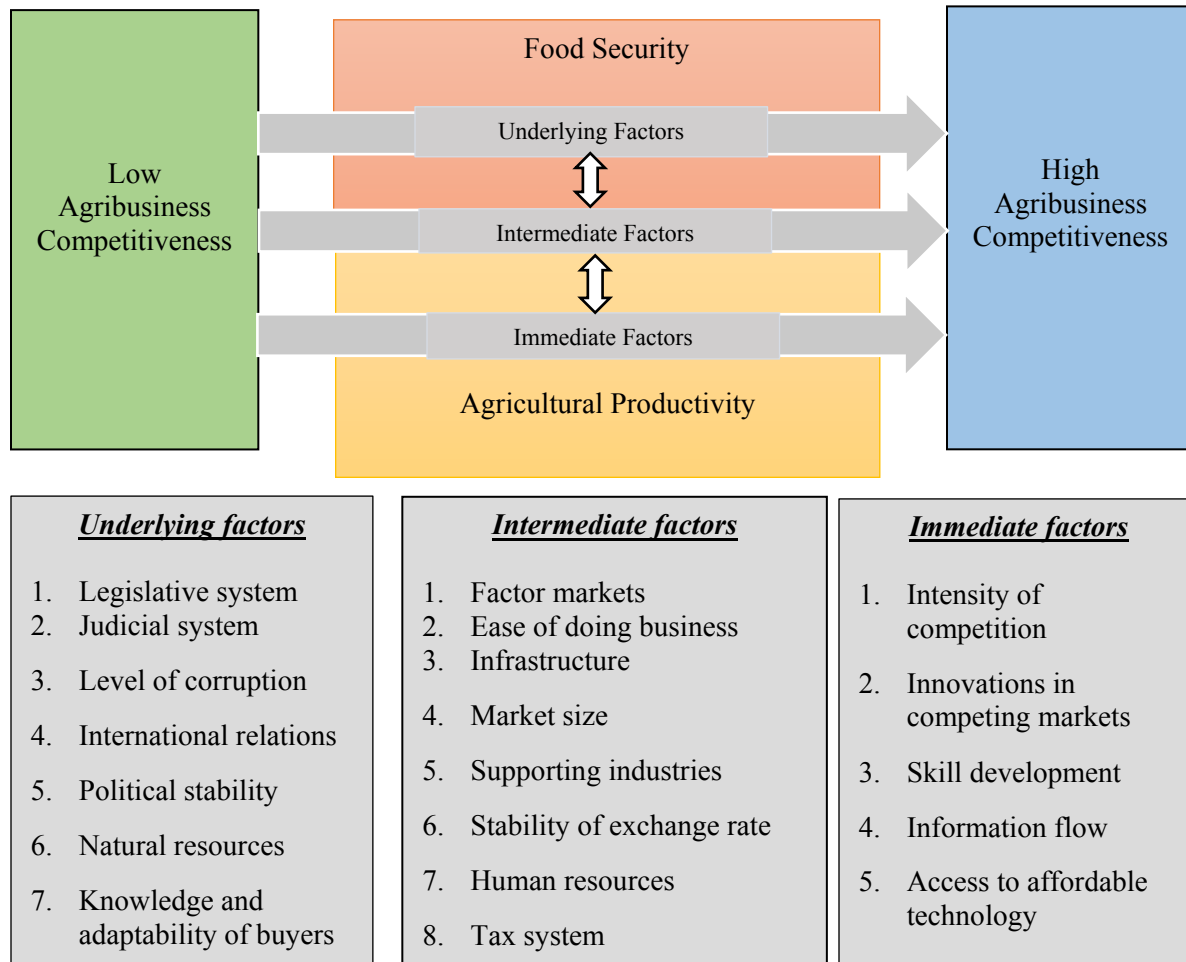 Food Security
Underlying Factors
Low
Agribusiness
Competitiveness
High
Agribusiness
Competitiveness
Intermediate Factors
Immediate Factors
Agricultural Productivity
Underlying factors
1. Legislative system
2. Judicial system
3. Level of corruption
4. International relations
5. Political stability
6. Natural resources
7. Knowledge and
adaptability of buyers
Intermediate factors
1. Factor markets
2. Ease of doing business
3. Infrastructure
4. Market size
5. Supporting industries
6. Stability of exchange rate
7. Human resources
8. Tax system
Immediate factors
1. Intensity of
competition
2. Innovations in
competing markets
3. Skill development
4. Information flow
5. Access to affordable
technology